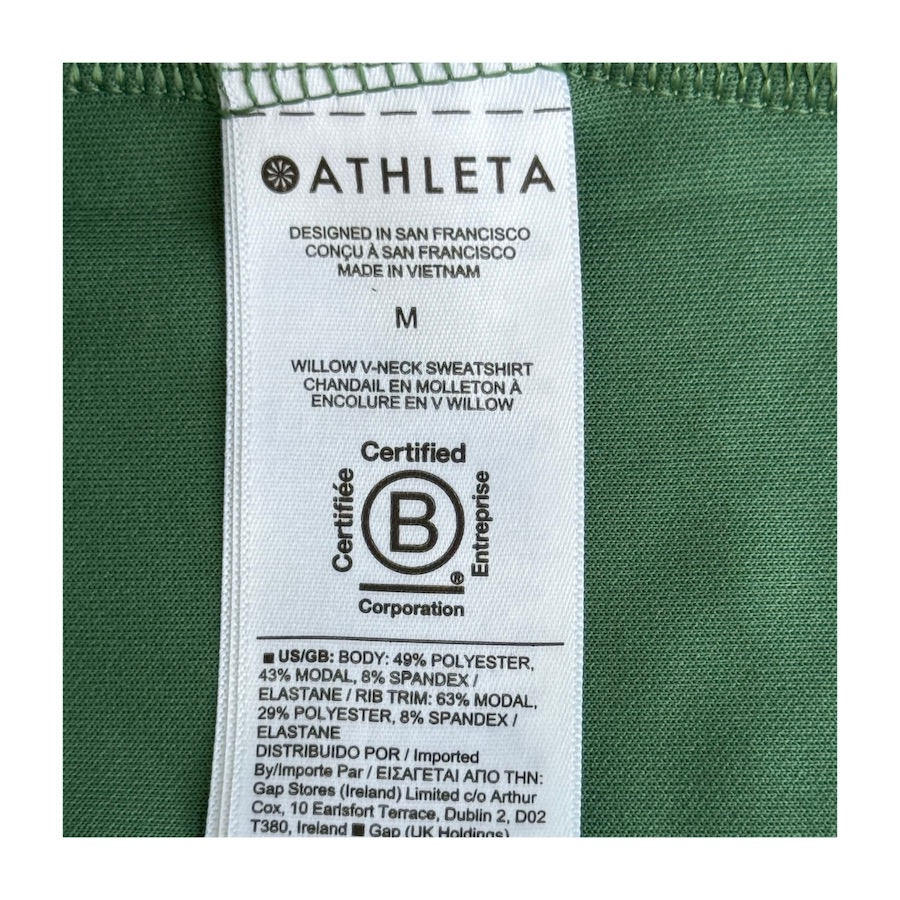 ATHLETA
DESIGNED IN SAN FRANCISCO
CONÇU À SAN FRANCISCO
MADE IN VIETNAM
M
WILLOW V-NECK SWEATSHIRT
CHANDAIL EN MOLLETON À
ENCOLURE EN V WILLOW
Certified
Certifiée
B
Entreprise
®
Corporation
■ US/GB: BODY: 49% POLYESTER,
43% MODAL, 8% SPANDEX /
ELASTANE / RIB TRIM: 63% MODAL,
29% POLYESTER, 8% SPANDEX /
ELASTANE
DISTRIBUIDO POR / Imported
By/Importe Par / ΕΙΣΑΓΕΤΑΙ ΑΠΟ ΤΗΝ:
Gap Stores (Ireland) Limited c/o Arthur
Cox, 10 Earlsfort Terrace, Dublin 2, D02
T380, Ireland ■ Gap (UK Holdings)